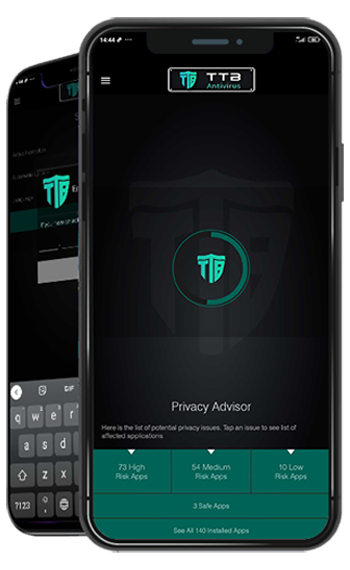 14:44
TTB
Antivirus
TTB
Privacy Advisor
Here is the list of potential privacy issues. Tap an issue to see list of
affected applications
73 High
Risk Apps
54 Medium
Risk Apps
10 Low
Risk Apps
3 Safe Apps
See All 140 Installed Apps
TTB
GIF
q w e r
a s d
z x
?123